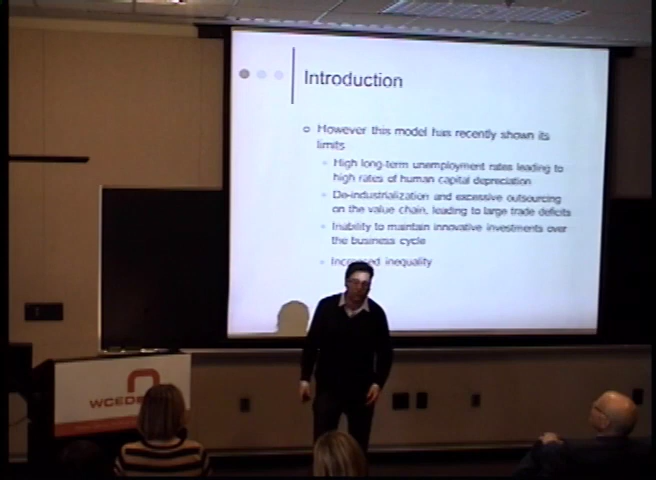 Introduction
However this model has recently shown its
limits
High long-term unemployment rates leading to
high rates of human capital depreciation
De-industrialization and excessive outsourcing
on the value chain, leading to large trade deficits
Inability to maintain innovative investments over
the business cycle
Increased inequality